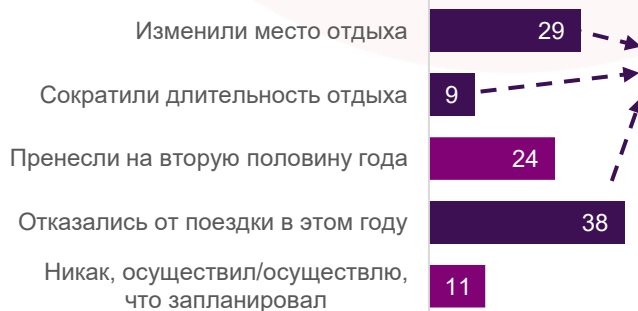 Изменили место отдыха
29
Сократили длительность отдыха
9
Пренесли на вторую половину года
24
Отказались от поездки в этом году
38
Никак, осуществил/осуществлю,
что запланировал
11